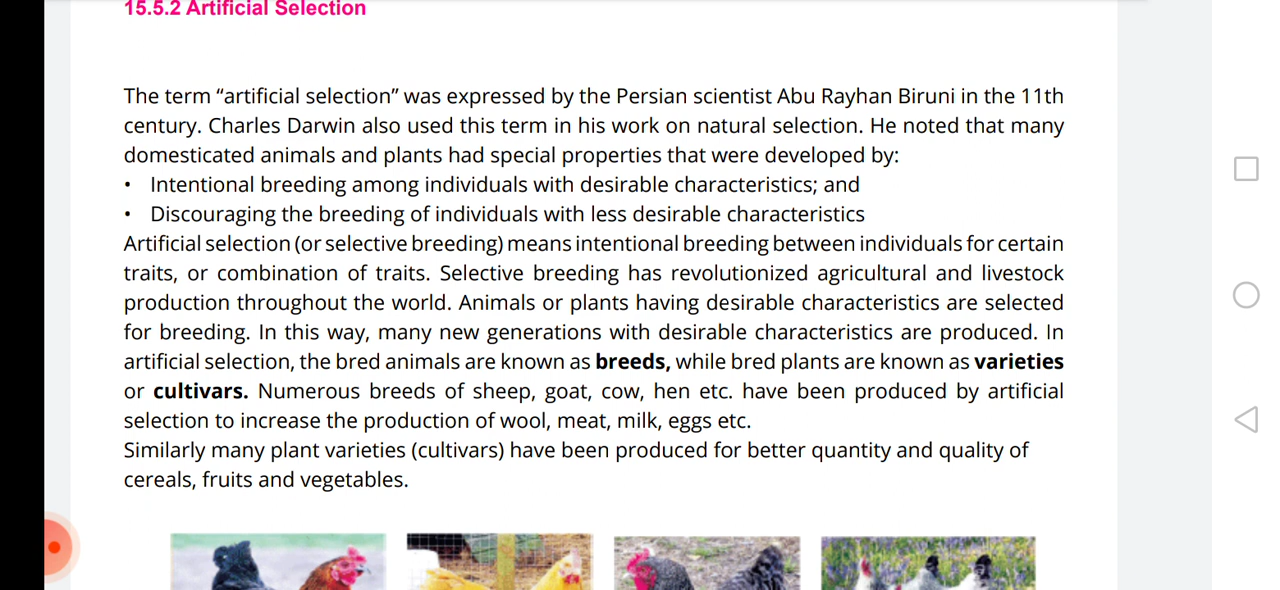 15.5.2 Artificial Selection
The term “artificial selection” was expressed by the Persian scientist Abu Rayhan Biruni in the 11th
century. Charles Darwin also used this term in his work on natural selection. He noted that many
domesticated animals and plants had special properties that were developed by:
• Intentional breeding among individuals with desirable characteristics; and
• Discouraging the breeding of individuals with less desirable characteristics
Artificial selection (or selective breeding) means intentional breeding between individuals for certain
traits, or combination of traits. Selective breeding has revolutionized agricultural and livestock
production throughout the world. Animals or plants having desirable characteristics are selected
for breeding. In this way, many new generations with desirable characteristics are produced. In
artificial selection, the bred animals are known as breeds, while bred plants are known as varieties
or cultivars. Numerous breeds of sheep, goat, cow, hen etc. have been produced by artificial
selection to increase the production of wool, meat, milk, eggs etc.
Similarly many plant varieties (cultivars) have been produced for better quantity and quality of
cereals, fruits and vegetables.